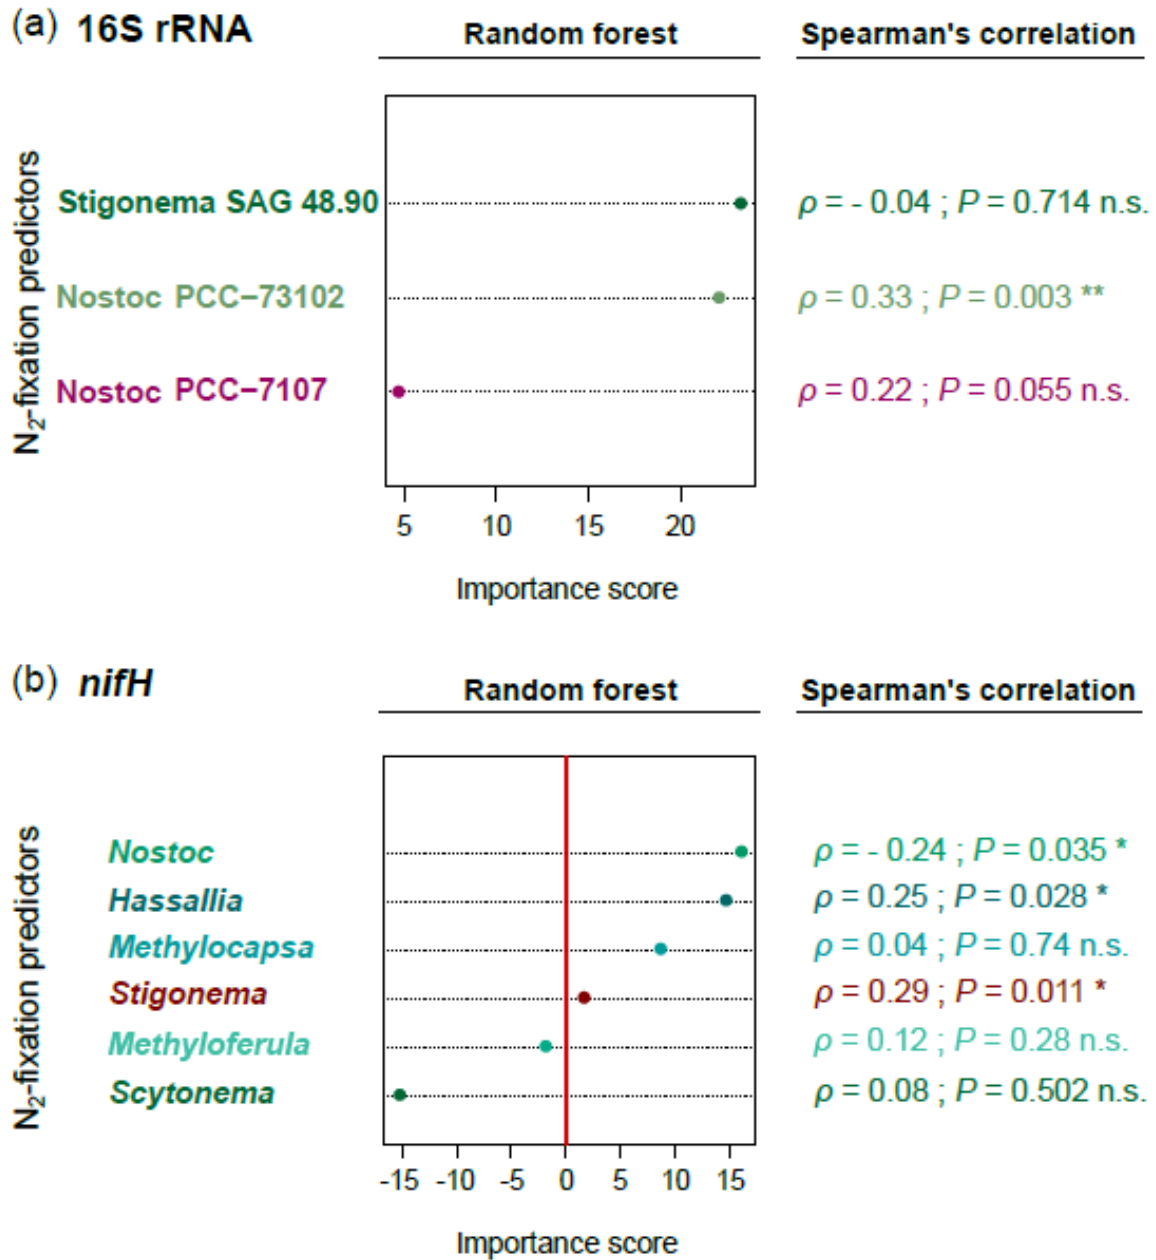 (a) 16S rRNA
Random forest Spearman's correlation
N2-fixation predictors
Stigonema SAG 48.90 ρ = - 0.04 ; P = 0.714 n.s.
Nostoc PCC−73102 ρ = 0.33 ; P = 0.003 **
Nostoc PCC−7107 ρ = 0.22 ; P = 0.055 n.s.
5 10 15 20
Importance score
(b) nifH
Random forest Spearman's correlation
N2-fixation predictors
Nostoc ρ = - 0.24 ; P = 0.035 *
Hassallia ρ = 0.25 ; P = 0.028 *
Methylocapsa ρ = 0.04 ; P = 0.74 n.s.
Stigonema ρ = 0.29 ; P = 0.011 *
Methyloferula ρ = 0.12 ; P = 0.28 n.s.
Scytonema ρ = 0.08 ; P = 0.502 n.s.
-15 -10 -5 0 5 10 15
Importance score